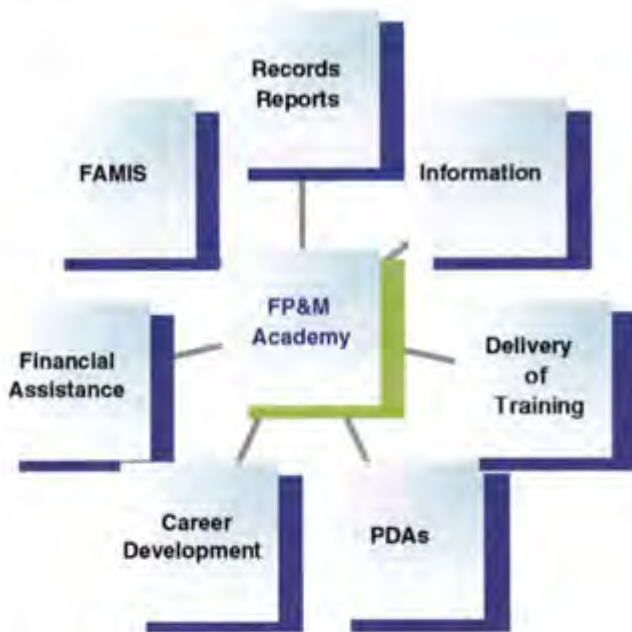 Records
Reports
FAMIS
Information
FP&M
Academy
Financial
Assistance
Delivery
of
Training
Career
Development
PDAs